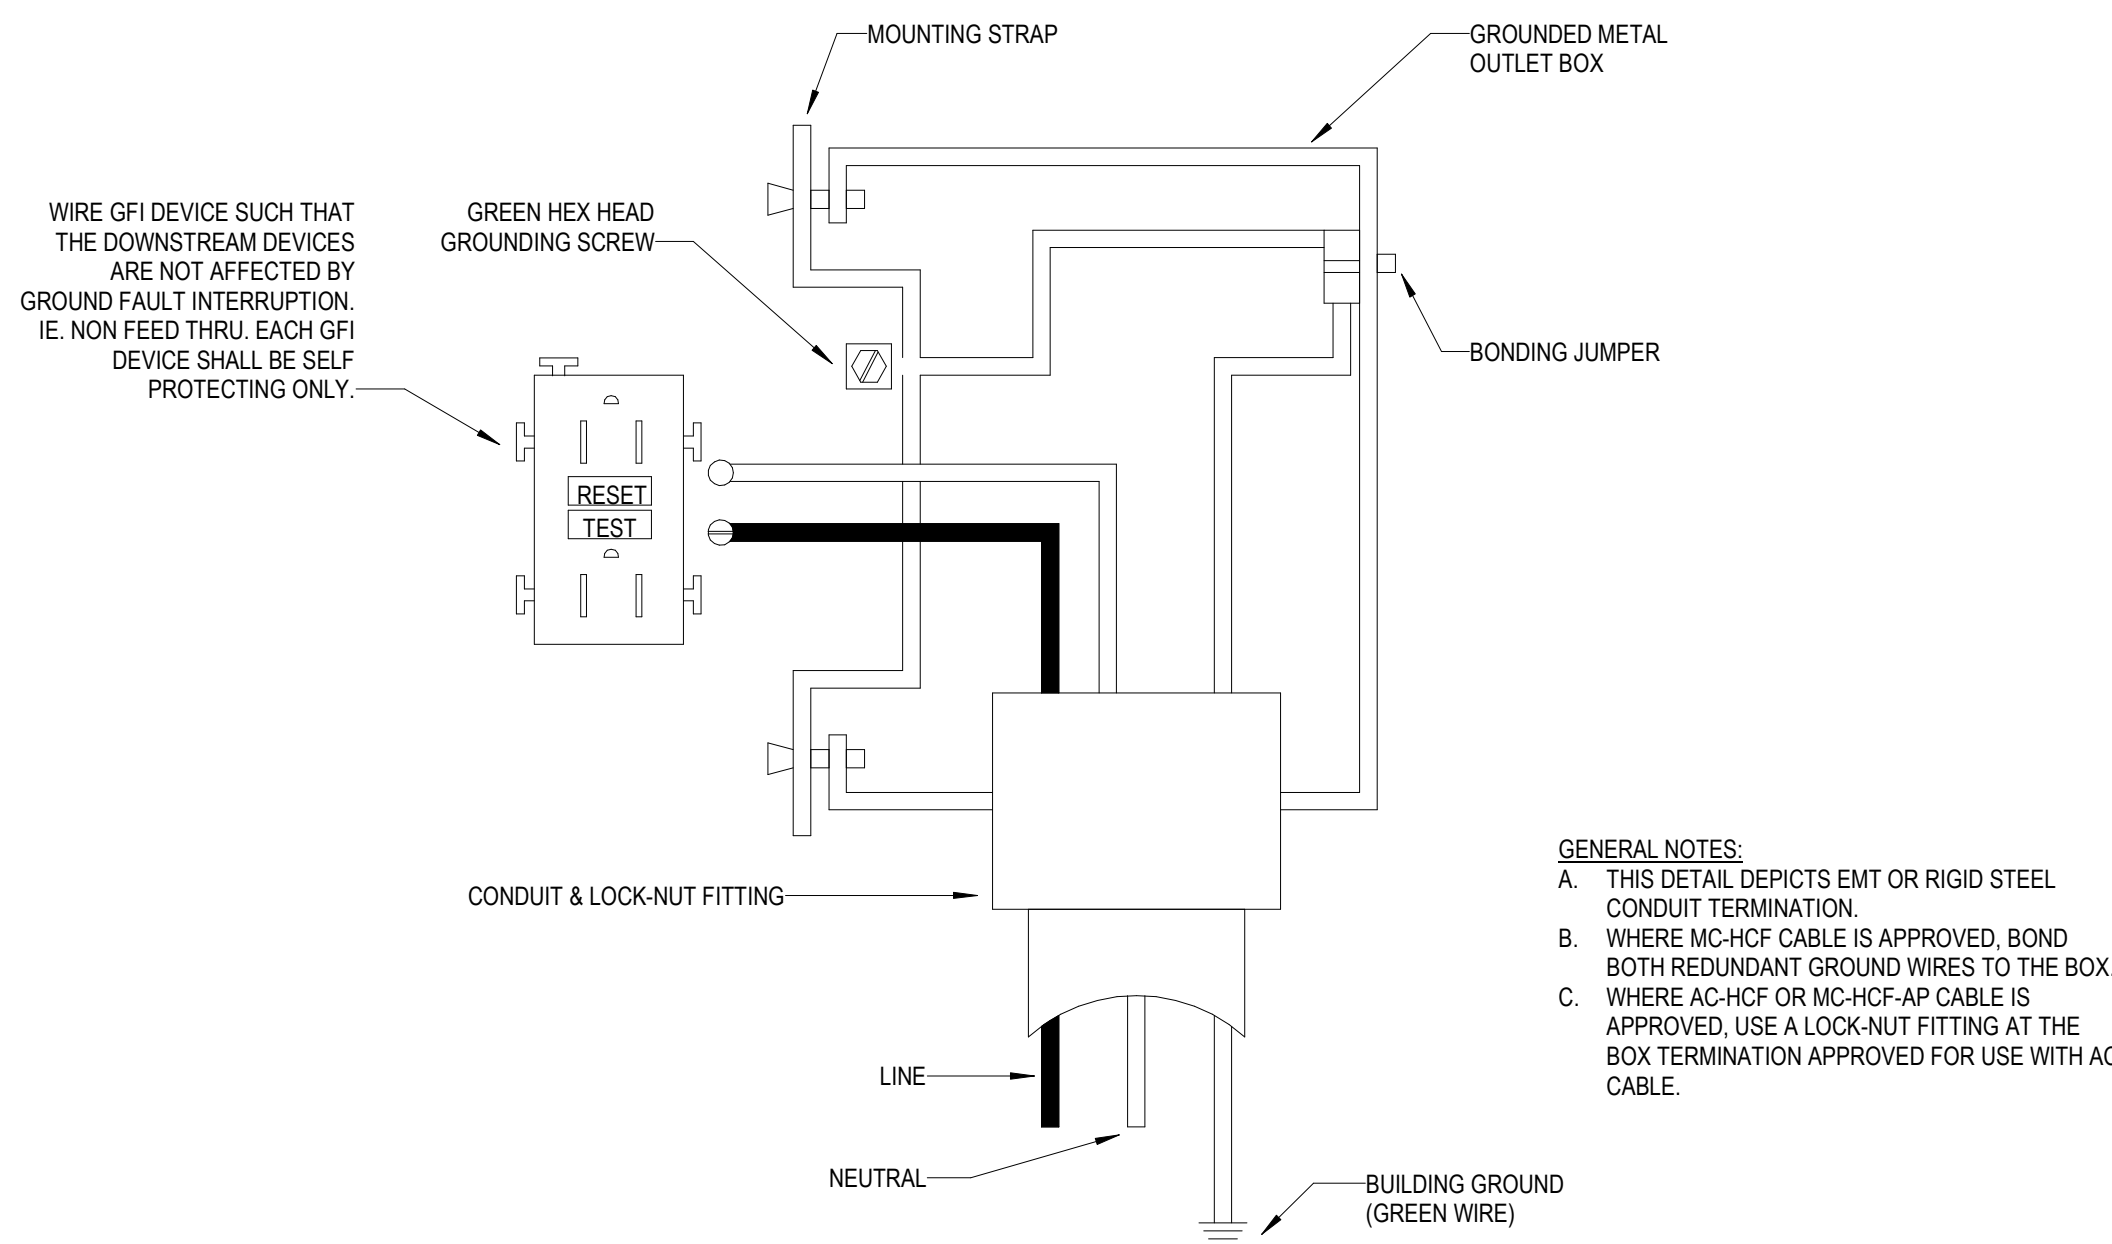 MOUNTING STRAP
GROUNDED METAL
OUTLET BOX
WIRE GFI DEVICE SUCH THAT
THE DOWNSTREAM DEVICES
ARE NOT AFFECTED BY
GROUND FAULT INTERRUPTION.
IE. NON FEED THRU. EACH GFI
DEVICE SHALL BE SELF
PROTECTING ONLY.
GREEN HEX HEAD
GROUNDING SCREW
BONDING JUMPER
RESET
TEST
CONDUIT & LOCK-NUT FITTING
LINE
NEUTRAL
BUILDING GROUND
(GREEN WIRE)
GENERAL NOTES:
A. THIS DETAIL DEPICTS EMT OR RIGID STEEL
CONDUIT TERMINATION.
B. WHERE MC-HCF CABLE IS APPROVED, BOND
BOTH REDUNDANT GROUND WIRES TO THE BOX.
C. WHERE AC-HCF OR MC-HCF-AP CABLE IS
APPROVED, USE A LOCK-NUT FITTING AT THE
BOX TERMINATION APPROVED FOR USE WITH AC
CABLE.